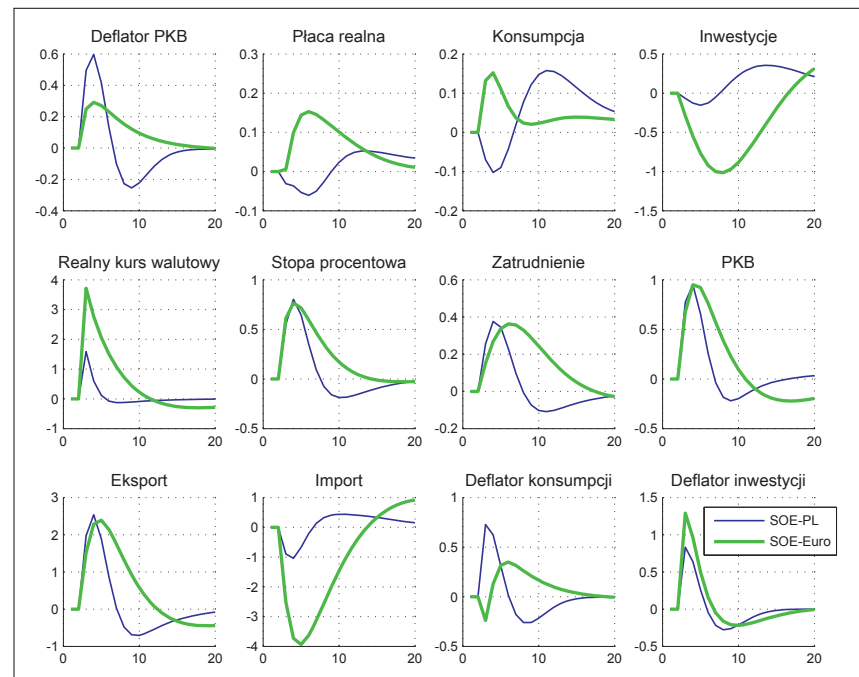 Deflator PKB
0.6
0.4
0.2
0
-0.2
-0.4
0 10 20
Płaca realna
0.3
0.2
0.1
0
-0.1
0 10 20
Konsumpcja
0.2
0.1
0
-0.1
-0.2
0 10 20
Inwestycje
0.5
0
-0.5
-1
-1.5
0 10 20
Realny kurs walutowy
4
3
2
1
0
-1
0 10 20
Stopa procentowa
1
0.5
0
-0.5
0 10 20
Zatrudnienie
0.6
0.4
0.2
0
-0.2
0 10 20
PKB
1
0.5
0
-0.5
0 10 20
Eksport
3
2
1
0
-1
0 10 20
Import
1
0
-1
-2
-3
-4
0 10 20
Deflator konsumpcji
1
0.5
0
-0.5
0 10 20
Deflator inwestycji
1.5
1
0.5
0
-0.5
0 10 20
SOE-PL
SOE-Euro